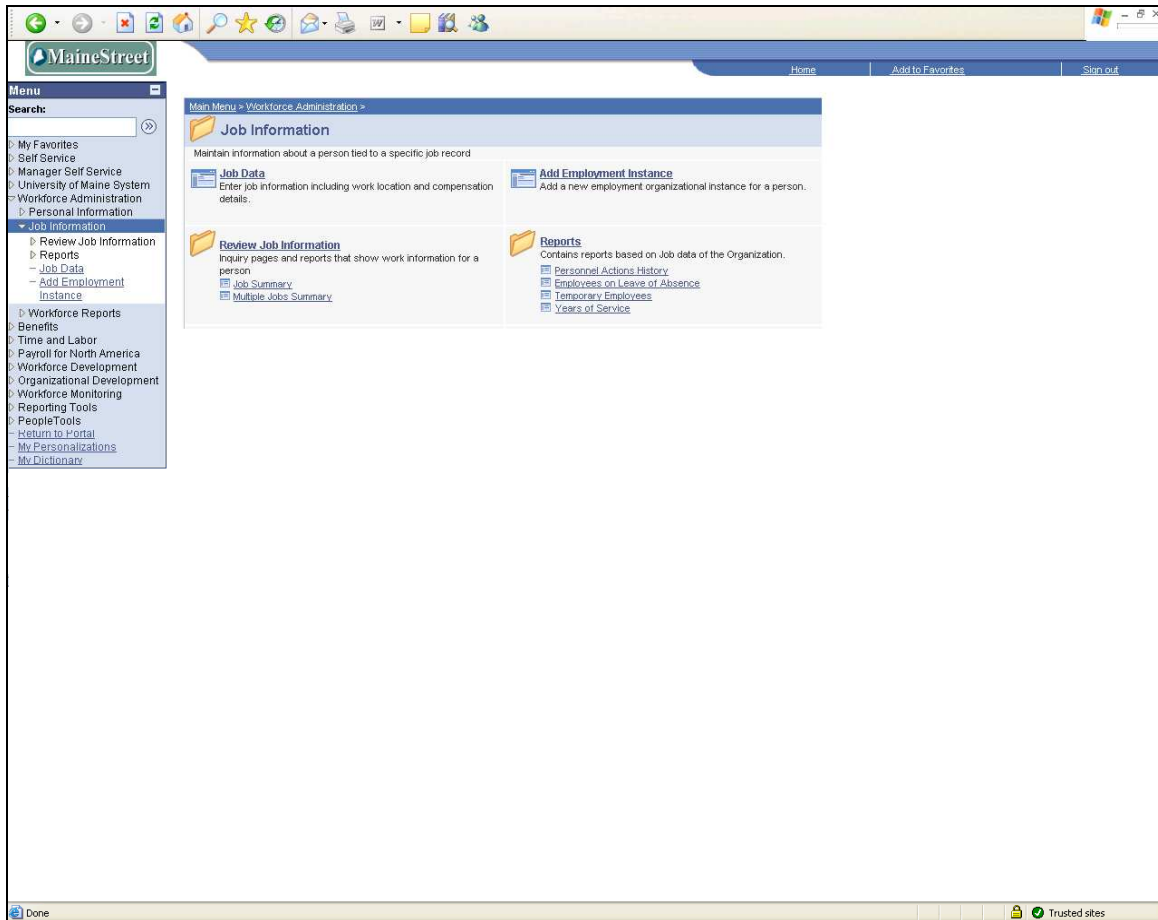 MaineStreet
Home
Add to Favorites
Sign out
Menu
Search:
My Favorites
Self Service
Manager Self Service
University of Maine System
Workforce Administration
Personal Information
Job Information
Review Job Information
Reports
Job Data
Add Employment
Instance
Workforce Reports
Benefits
Time and Labor
Payroll for North America
Workforce Development
Organizational Development
Workforce Monitoring
Reporting Tools
PeopleTools
Return to Portal
My Personalizations
My Dictionary
Main Menu > Workforce Administration >
Job Information
Maintain information about a person tied to a specific job record
Job Data
Enter job information including work location and compensation
details.
Add Employment Instance
Add a new employment organizational instance for a person.
Review Job Information
Inquiry pages and reports that show work information for a
person
Job Summary
Multiple Jobs Summary
Reports
Contains reports based on Job data of the Organization.
Personnel Actions History
Employees on Leave of Absence
Temporary Employees
Years of Service
Done
Trusted sites